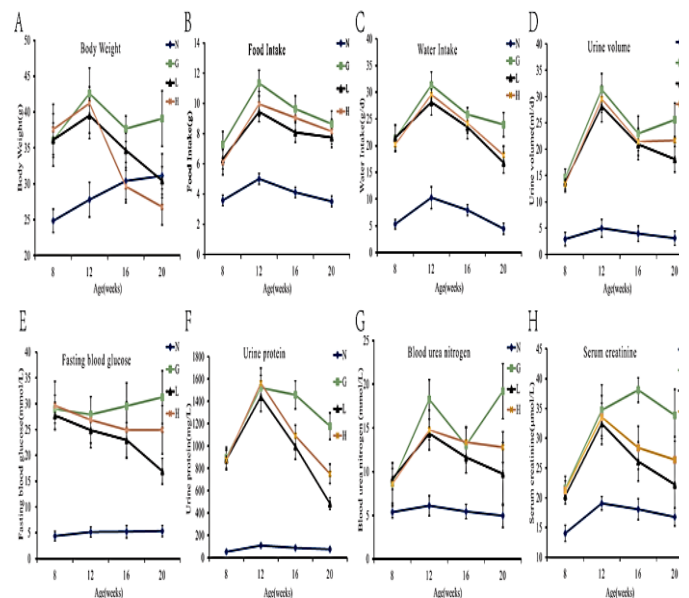 A
Body Weight
N
G
L
H
Body Weight(g)
50
45
40
35
30
25
20
8 12 16 20
Age(weeks)
B
Food Intake
N
G
L
H
Food Intake(g)
14
12
10
8
6
4
2
0
8 12 16 20
Age(weeks)
C
Water Intake
N
G
L
H
Water Intake(g/d)
40
35
30
25
20
15
10
5
0
8 12 16 20
Age(weeks)
D
Urine volume
Urine volume(ml/d)
40
35
30
25
20
15
10
5
0
8 12 16 20
Age(weeks)
E
Fasting blood glucose
N
G
L
H
Fasting blood glucose(mmol/L)
40
35
30
25
20
15
10
5
0
8 12 16 20
Age(weeks)
F
Urine protein
N
G
L
H
Urine protein(mg/L)
1800
1600
1400
1200
1000
800
600
400
200
0
8 12 16 20
Age(weeks)
G
Blood urea nitrogen
N
G
L
H
Blood urea nitrogen (mmol/L)
25
20
15
10
5
0
8 12 16 20
Age(weeks)
H
Serum creatinine
Serum creatinine(μmol/L)
45
40
35
30
25
20
15
10
8 12 16 20
Age(weeks)